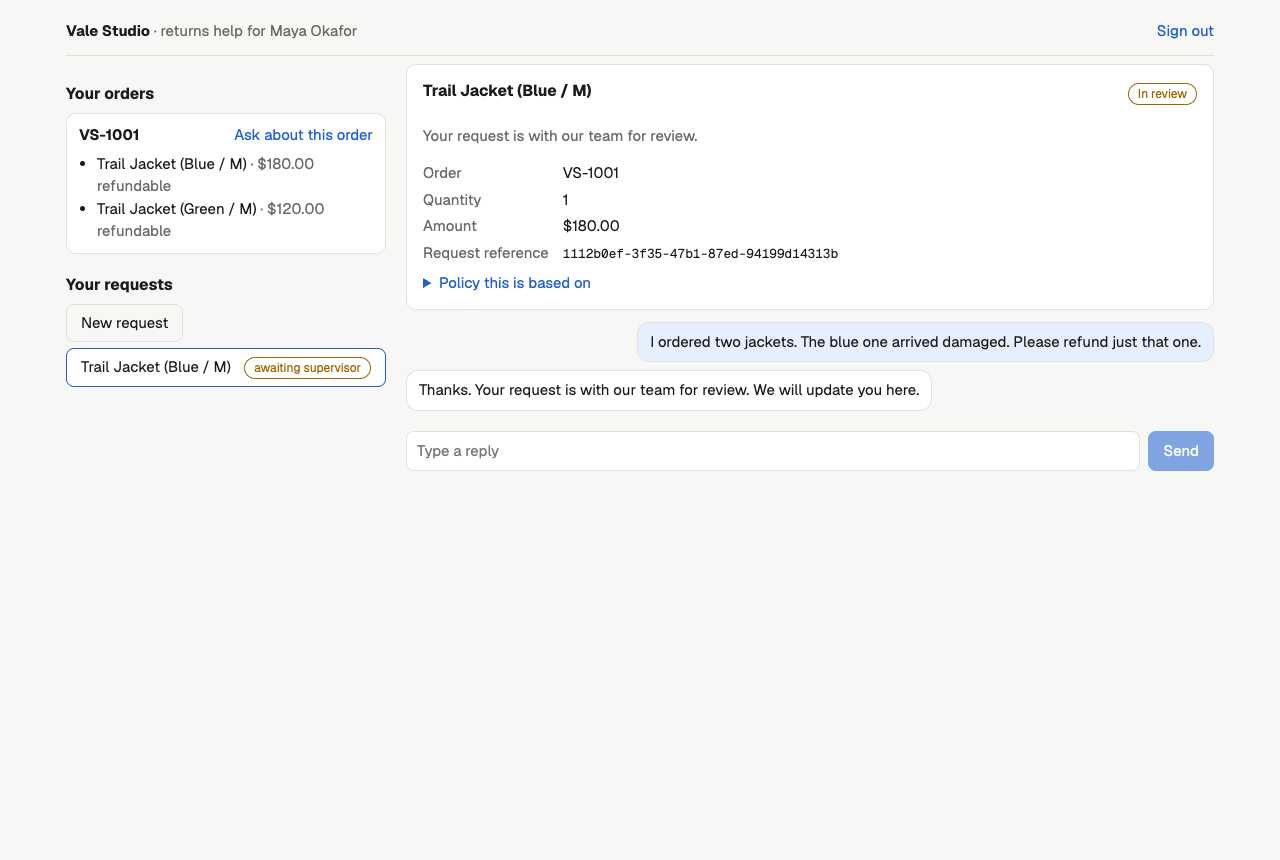 Vale Studio · returns help for Maya Okafor
Sign out
Your orders
VS-1001
Ask about this order
Trail Jacket (Blue / M) · $180.00
refundable
Trail Jacket (Green / M) · $120.00
refundable
Your requests
New request
Trail Jacket (Blue / M)
awaiting supervisor
Trail Jacket (Blue / M)
In review
Your request is with our team for review.
Order VS-1001
Quantity 1
Amount $180.00
Request reference 1112b0ef-3f35-47b1-87ed-94199d14313b
Policy this is based on
I ordered two jackets. The blue one arrived damaged. Please refund just that one.
Thanks. Your request is with our team for review. We will update you here.
Type a reply
Send